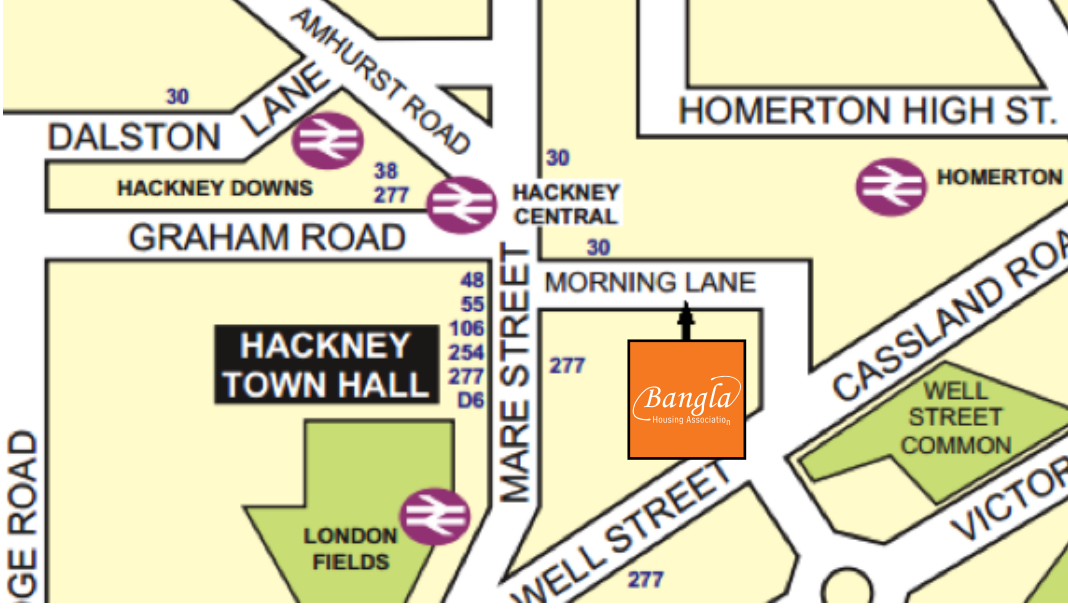 AMHURST ROAD
30
DALSTON LANE
HOMERTON HIGH ST.
HACKNEY DOWNS
38
277
30
HACKNEY
CENTRAL
HOMERTON
GRAHAM ROAD
30
MORNING LANE
MARE STREET
48
55
106
254
277
D6
HACKNEY
TOWN HALL
277
Bangla
Housing Association
CASSLAND ROA
WELL
STREET
COMMON
WELL STREET
VICTOR
DGE ROAD
LONDON
FIELDS
277